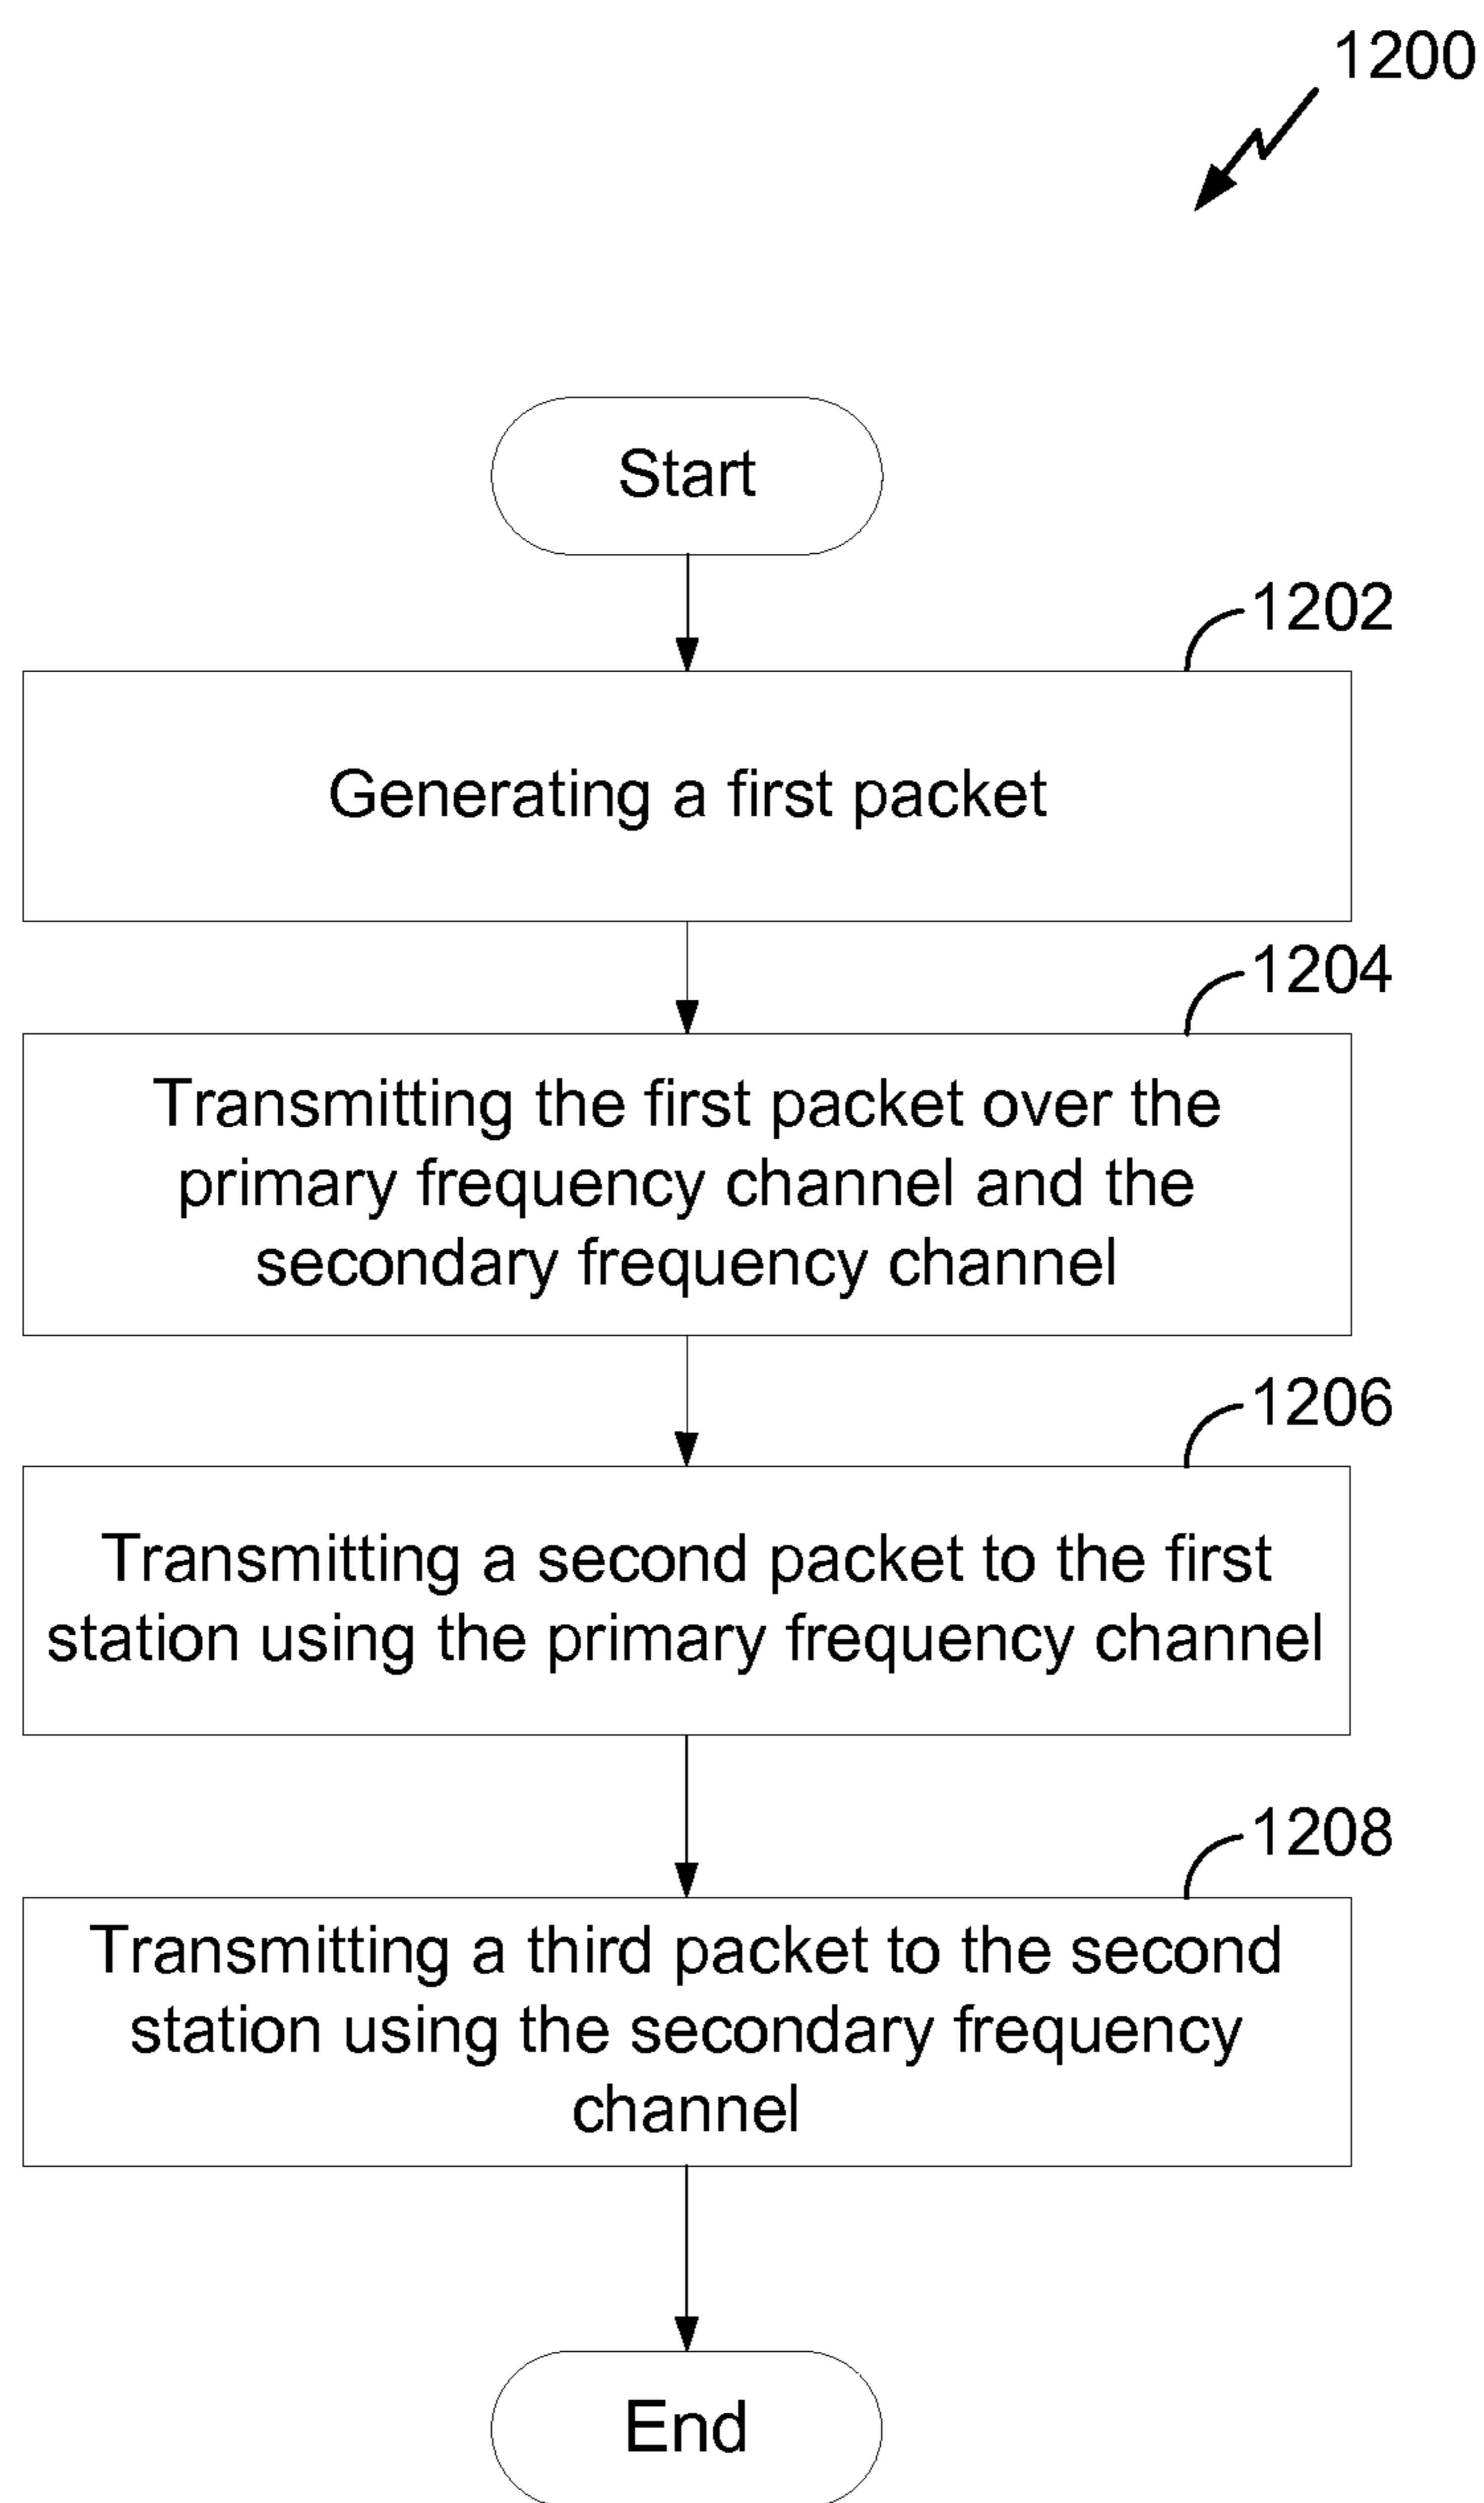 1200
Start
1202
Generating a first packet
1204
Transmitting the first packet over the
primary frequency channel and the
secondary frequency channel
1206
Transmitting a second packet to the first
station using the primary frequency channel
1208
Transmitting a third packet to the second
station using the secondary frequency
channel
End